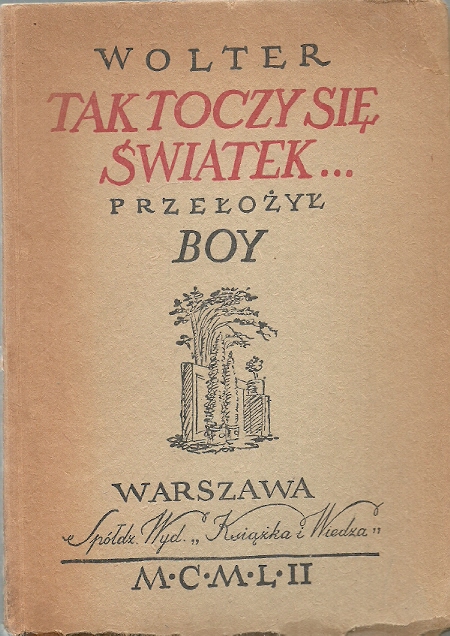 WOLTER
TAK TOCZY SIĘ
ŚWIATEK...
PRZEŁOŻYŁ
BOY
WARSZAWA
Spółdz. Wyd. „Książka i Wiedza”
M·C·M·L·II